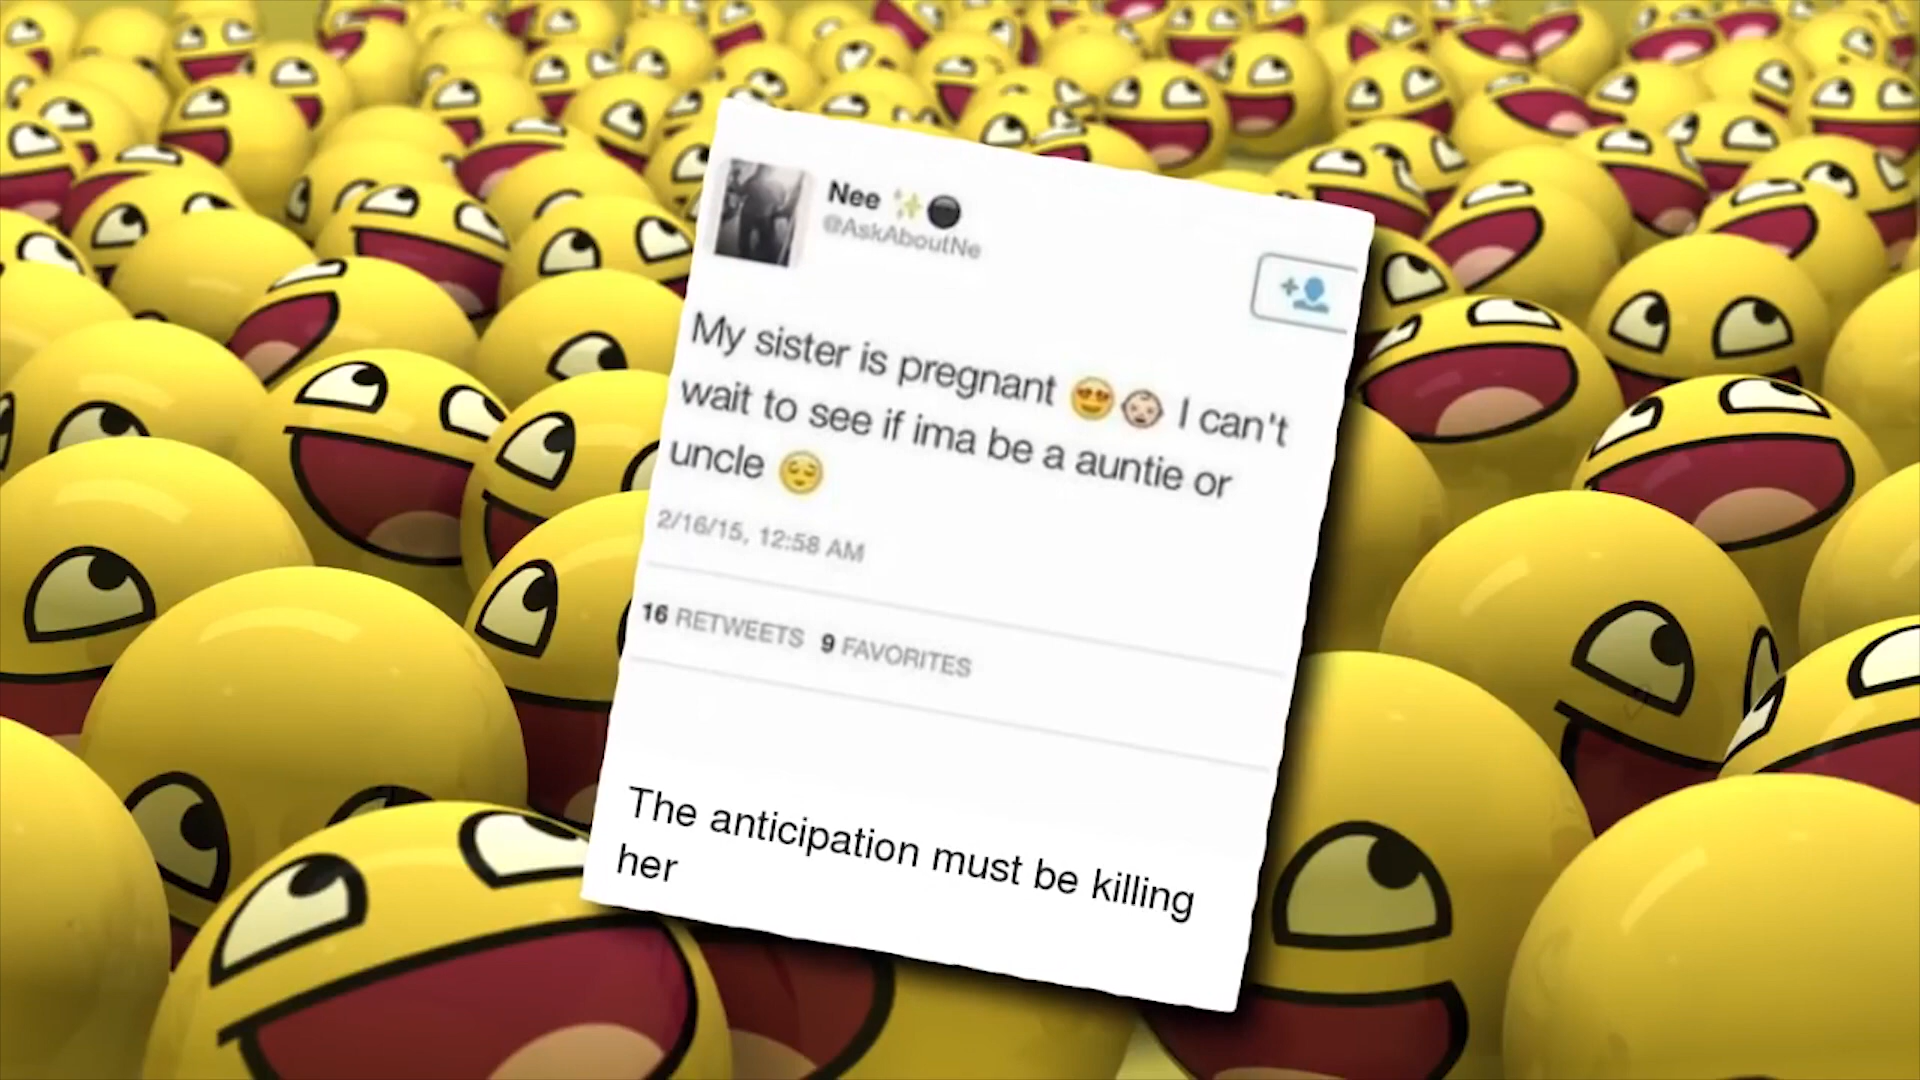 Nee ✨🌚
@AskAboutNe
My sister is pregnant 😍👶 I can't
wait to see if ima be a auntie or
uncle 😌
2/16/15, 12:58 AM
16 RETWEETS 9 FAVORITES
The anticipation must be killing
her